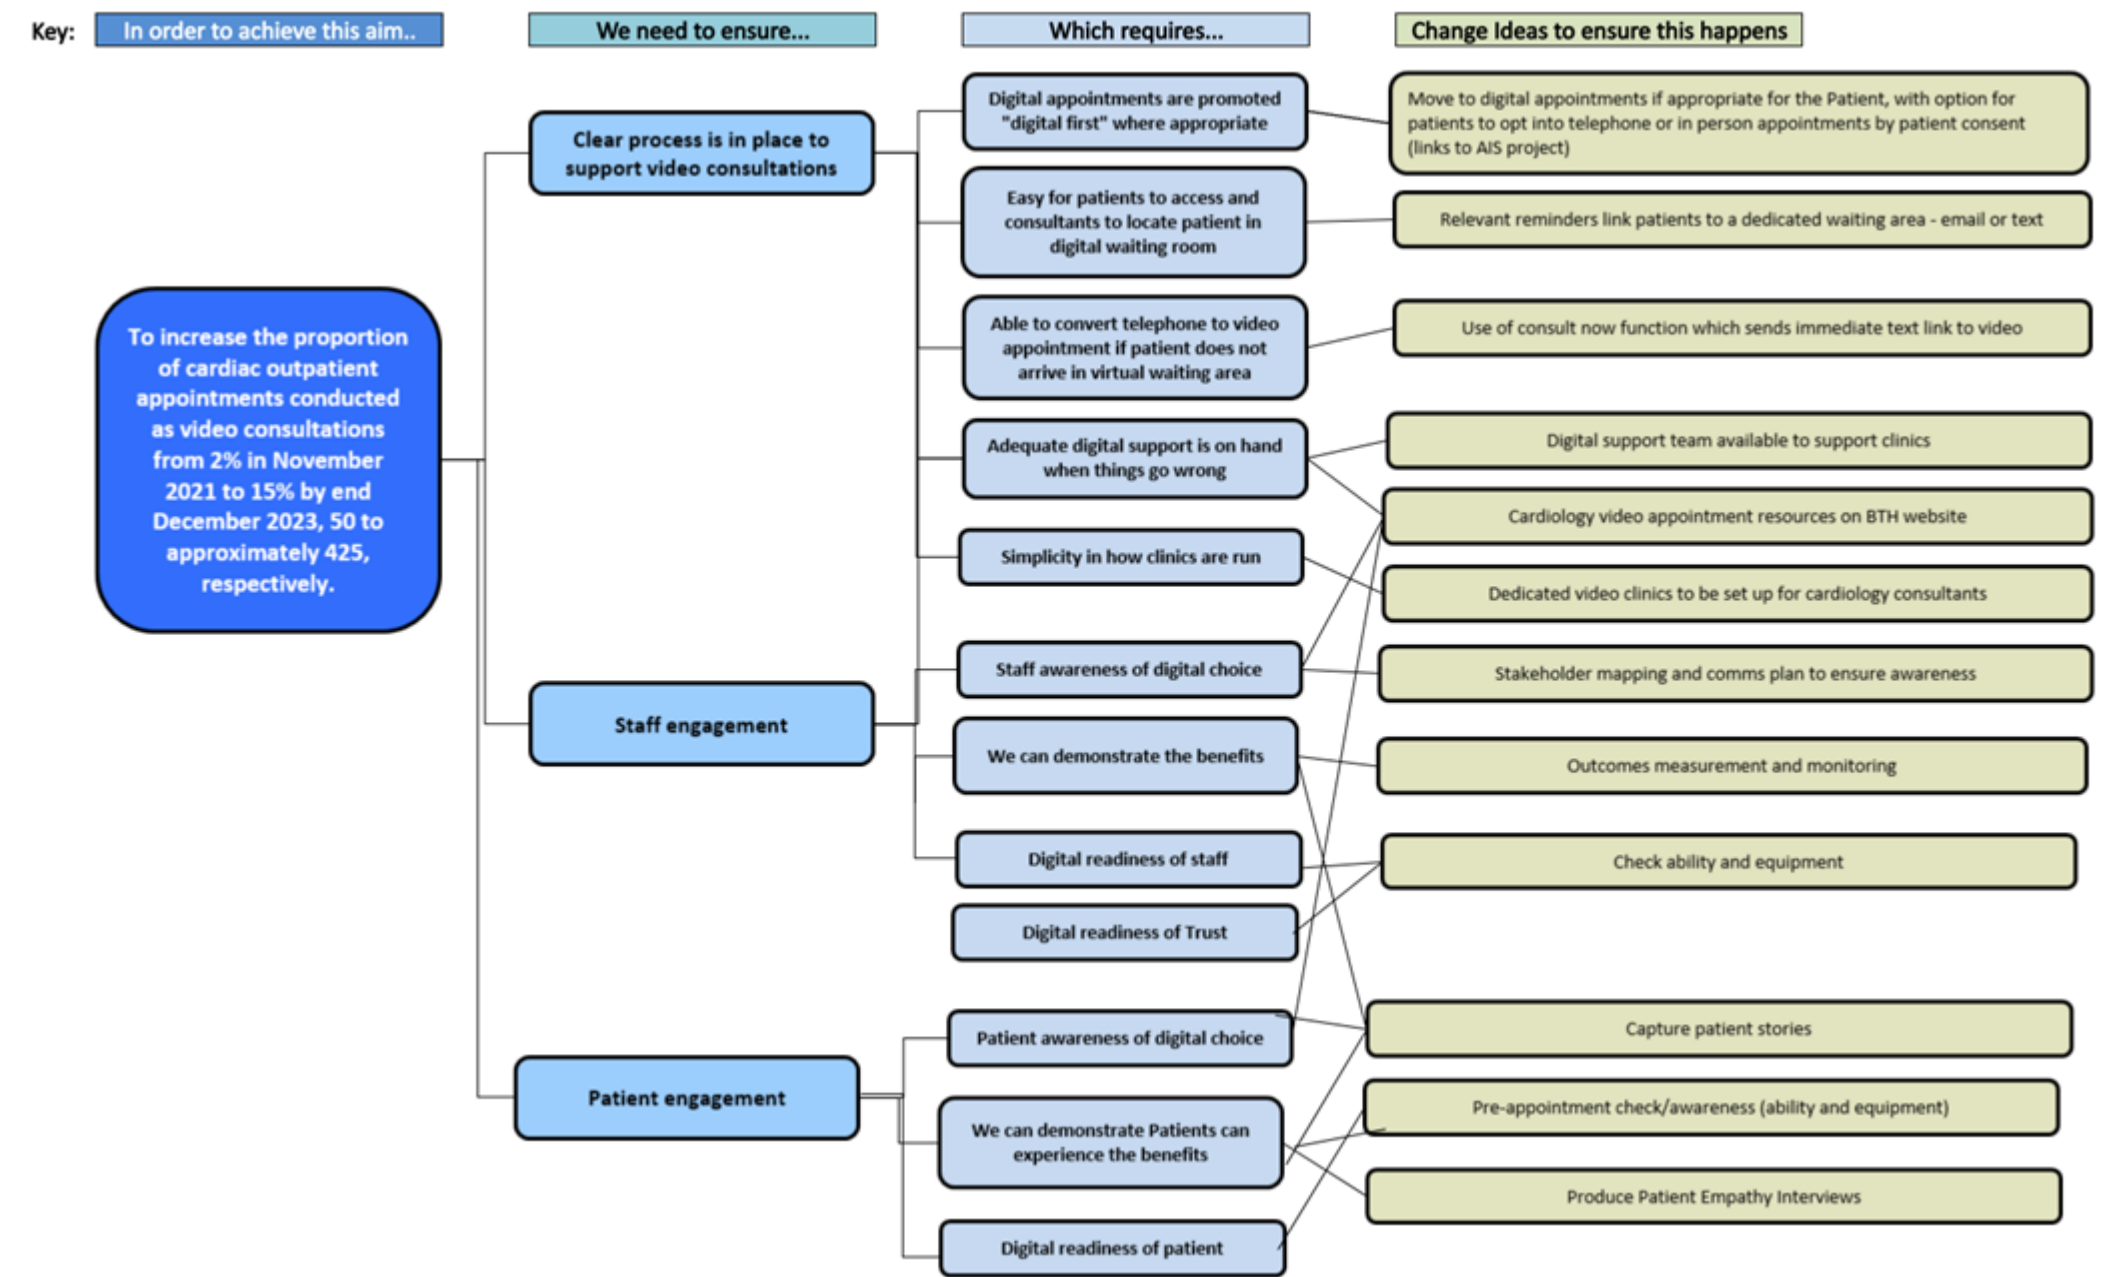 Key:
In order to achieve this aim..
We need to ensure...
Which requires...
Change Ideas to ensure this happens
To increase the proportion
of cardiac outpatient
appointments conducted
as video consultations
from 2% in November
2021 to 15% by end
December 2023, 50 to
approximately 425,
respectively.
Clear process is in place to
support video consultations
Staff engagement
Patient engagement
Digital appointments are promoted
"digital first" where appropriate
Easy for patients to access and
consultants to locate patient in
digital waiting room
Able to convert telephone to video
appointment if patient does not
arrive in virtual waiting area
Adequate digital support is on hand
when things go wrong
Simplicity in how clinics are run
Staff awareness of digital choice
We can demonstrate the benefits
Digital readiness of staff
Digital readiness of Trust
Patient awareness of digital choice
We can demonstrate Patients can
experience the benefits
Digital readiness of patient
Move to digital appointments if appropriate for the Patient, with option for
patients to opt into telephone or in person appointments by patient consent
(links to AIS project)
Relevant reminders link patients to a dedicated waiting area - email or text
Use of consult now function which sends immediate text link to video
Digital support team available to support clinics
Cardiology video appointment resources on BTH website
Dedicated video clinics to be set up for cardiology consultants
Stakeholder mapping and comms plan to ensure awareness
Outcomes measurement and monitoring
Check ability and equipment
Capture patient stories
Pre-appointment check/awareness (ability and equipment)
Produce Patient Empathy Interviews